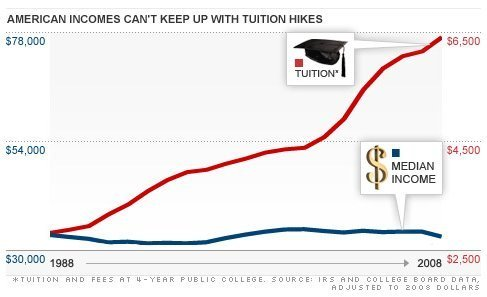 AMERICAN INCOMES CAN'T KEEP UP WITH TUITION HIKES
$78,000
$6,500
TUITION*
$54,000
$4,500
$
MEDIAN
INCOME
$30,000
1988
2008
$2,500
*TUITION AND FEES AT 4-YEAR PUBLIC COLLEGE. SOURCE: IRS AND COLLEGE BOARD DATA,
ADJUSTED TO 2008 DOLLARS